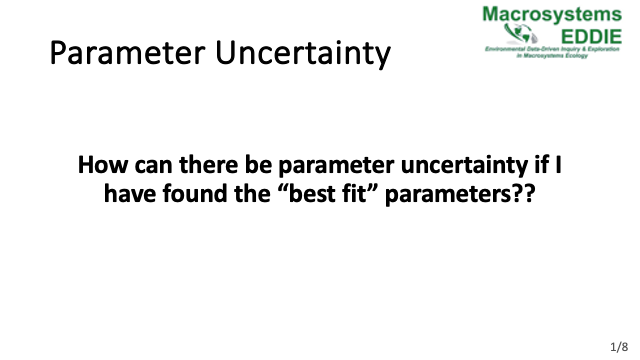 Macrosystems
EDDIE
Environmental Data-Driven Inquiry & Exploration
in Macrosystems Ecology
Parameter Uncertainty
How can there be parameter uncertainty if I
have found the “best fit” parameters??
1/8